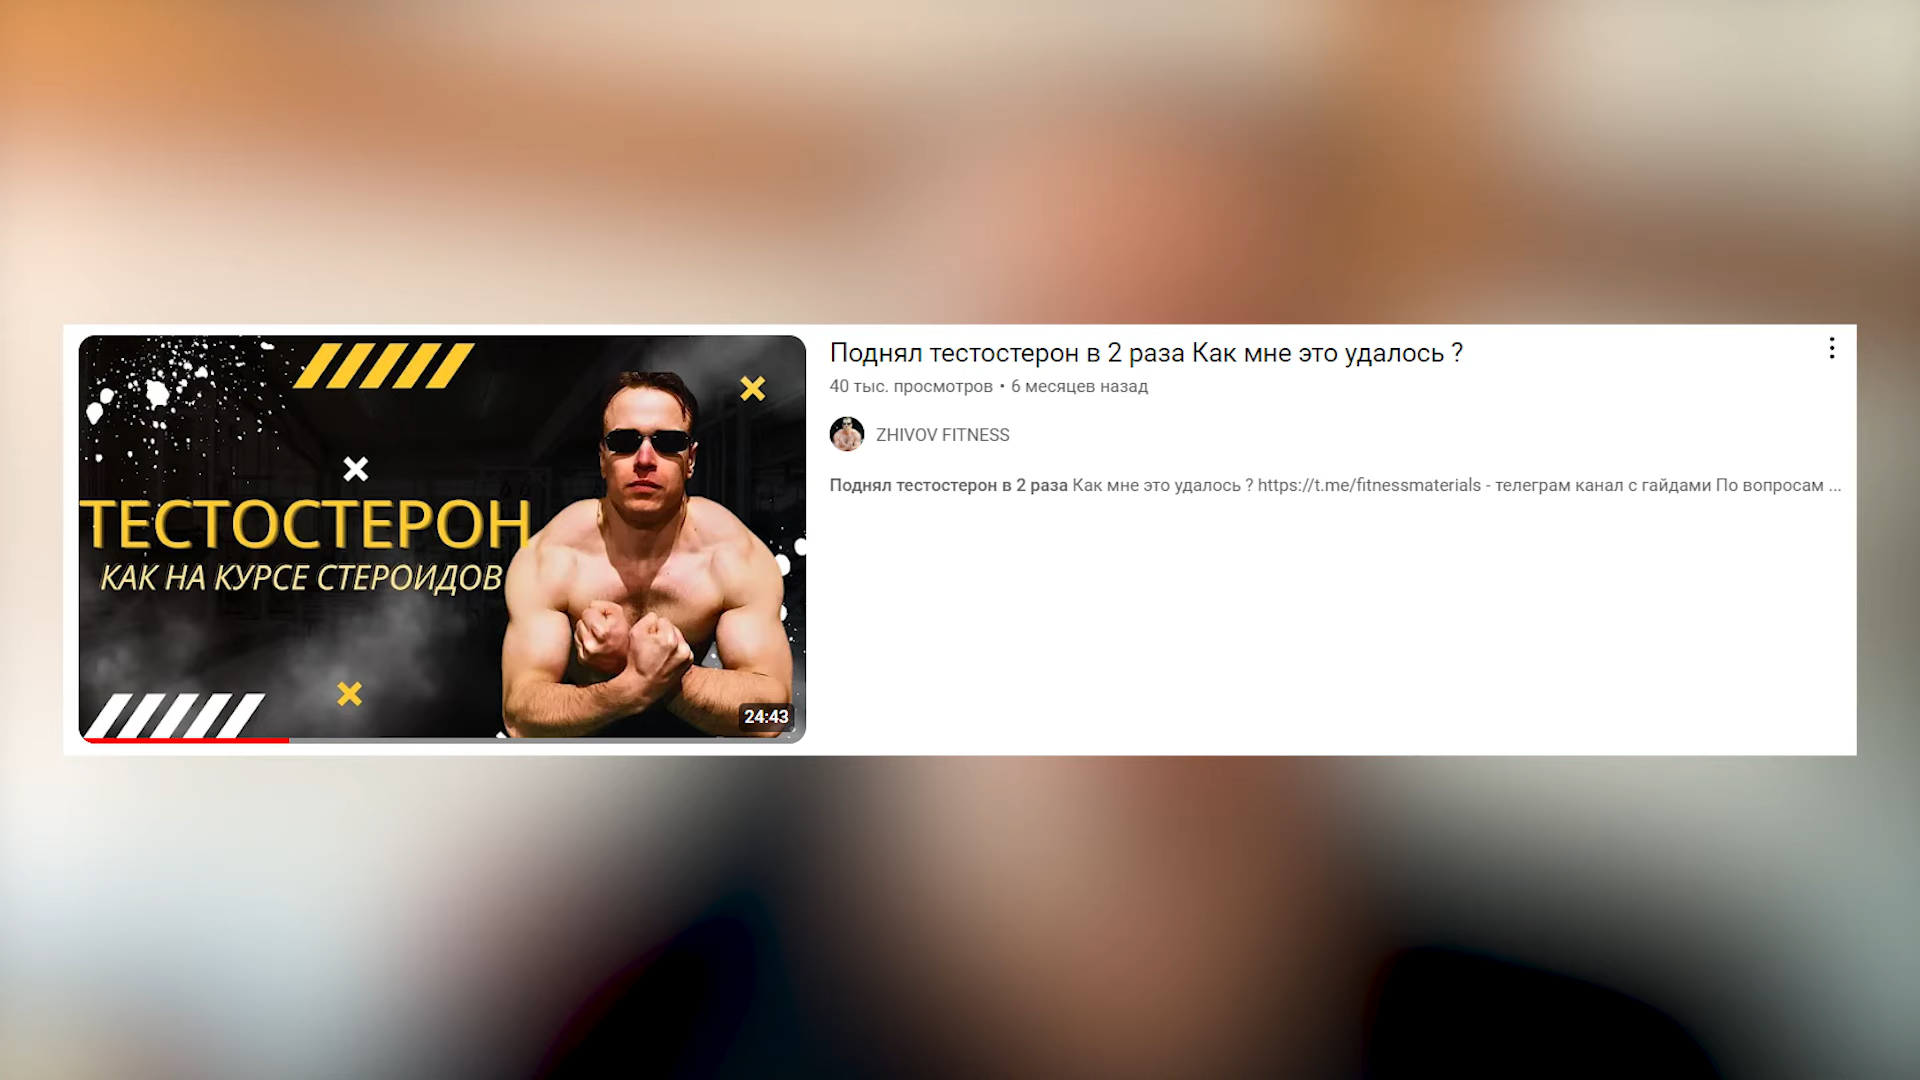 ТЕСТОСТЕРОН
КАК НА КУРСЕ СТЕРОИДОВ
24:43
Поднял тестостерон в 2 раза Как мне это удалось ?
40 тыс. просмотров • 6 месяцев назад
ZHIVOV FITNESS
Поднял тестостерон в 2 раза Как мне это удалось ? https://t.me/fitnessmaterials - телеграм канал с гайдами По вопросам ...